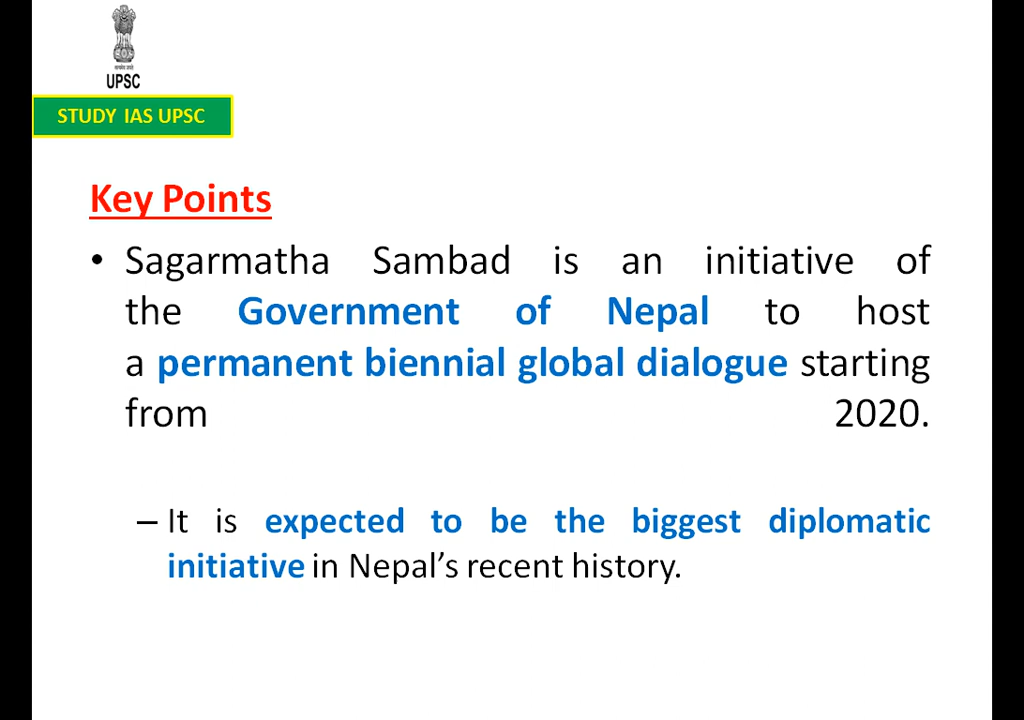 UPSC
STUDY IAS UPSC
Key Points
• Sagarmatha Sambad is an initiative of
the Government of Nepal to host
a permanent biennial global dialogue starting
from 2020.
– It is expected to be the biggest diplomatic
initiative in Nepal’s recent history.